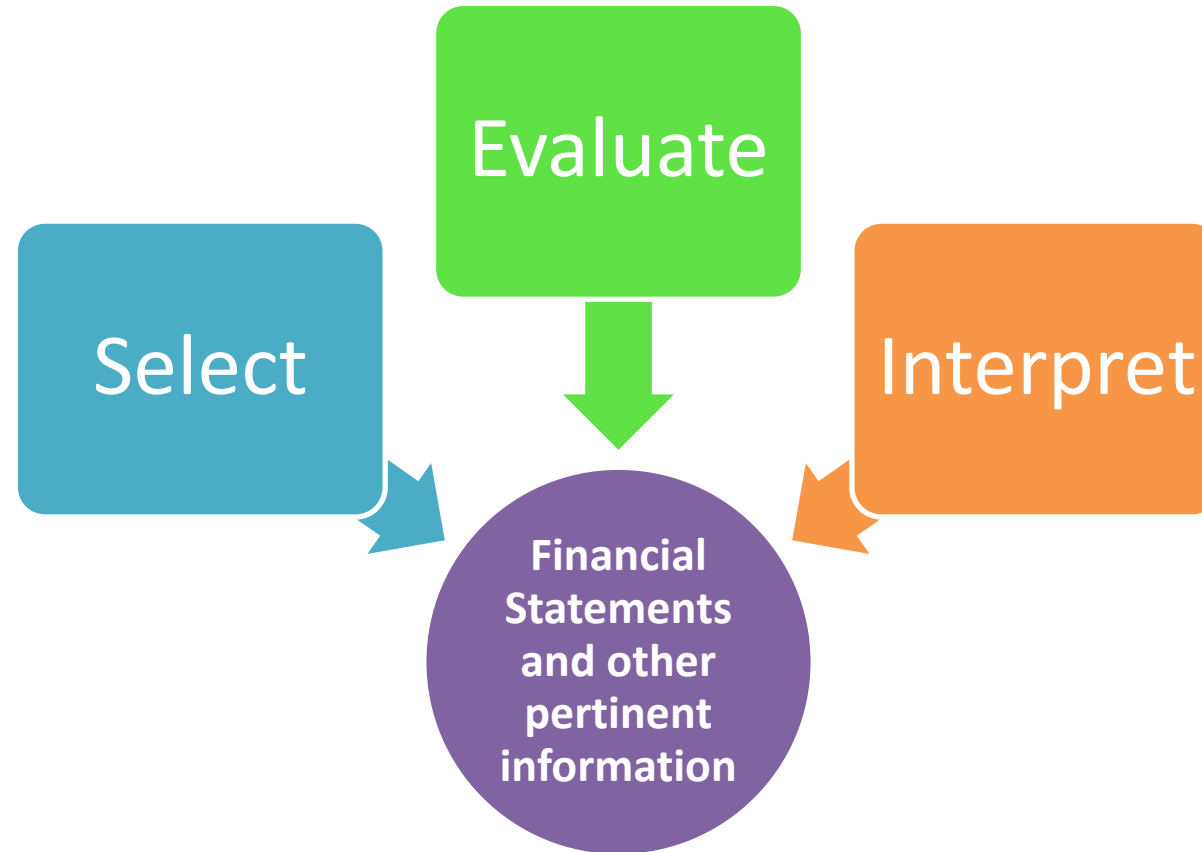 Select
Evaluate
Interpret
Financial
Statements
and other
pertinent
information